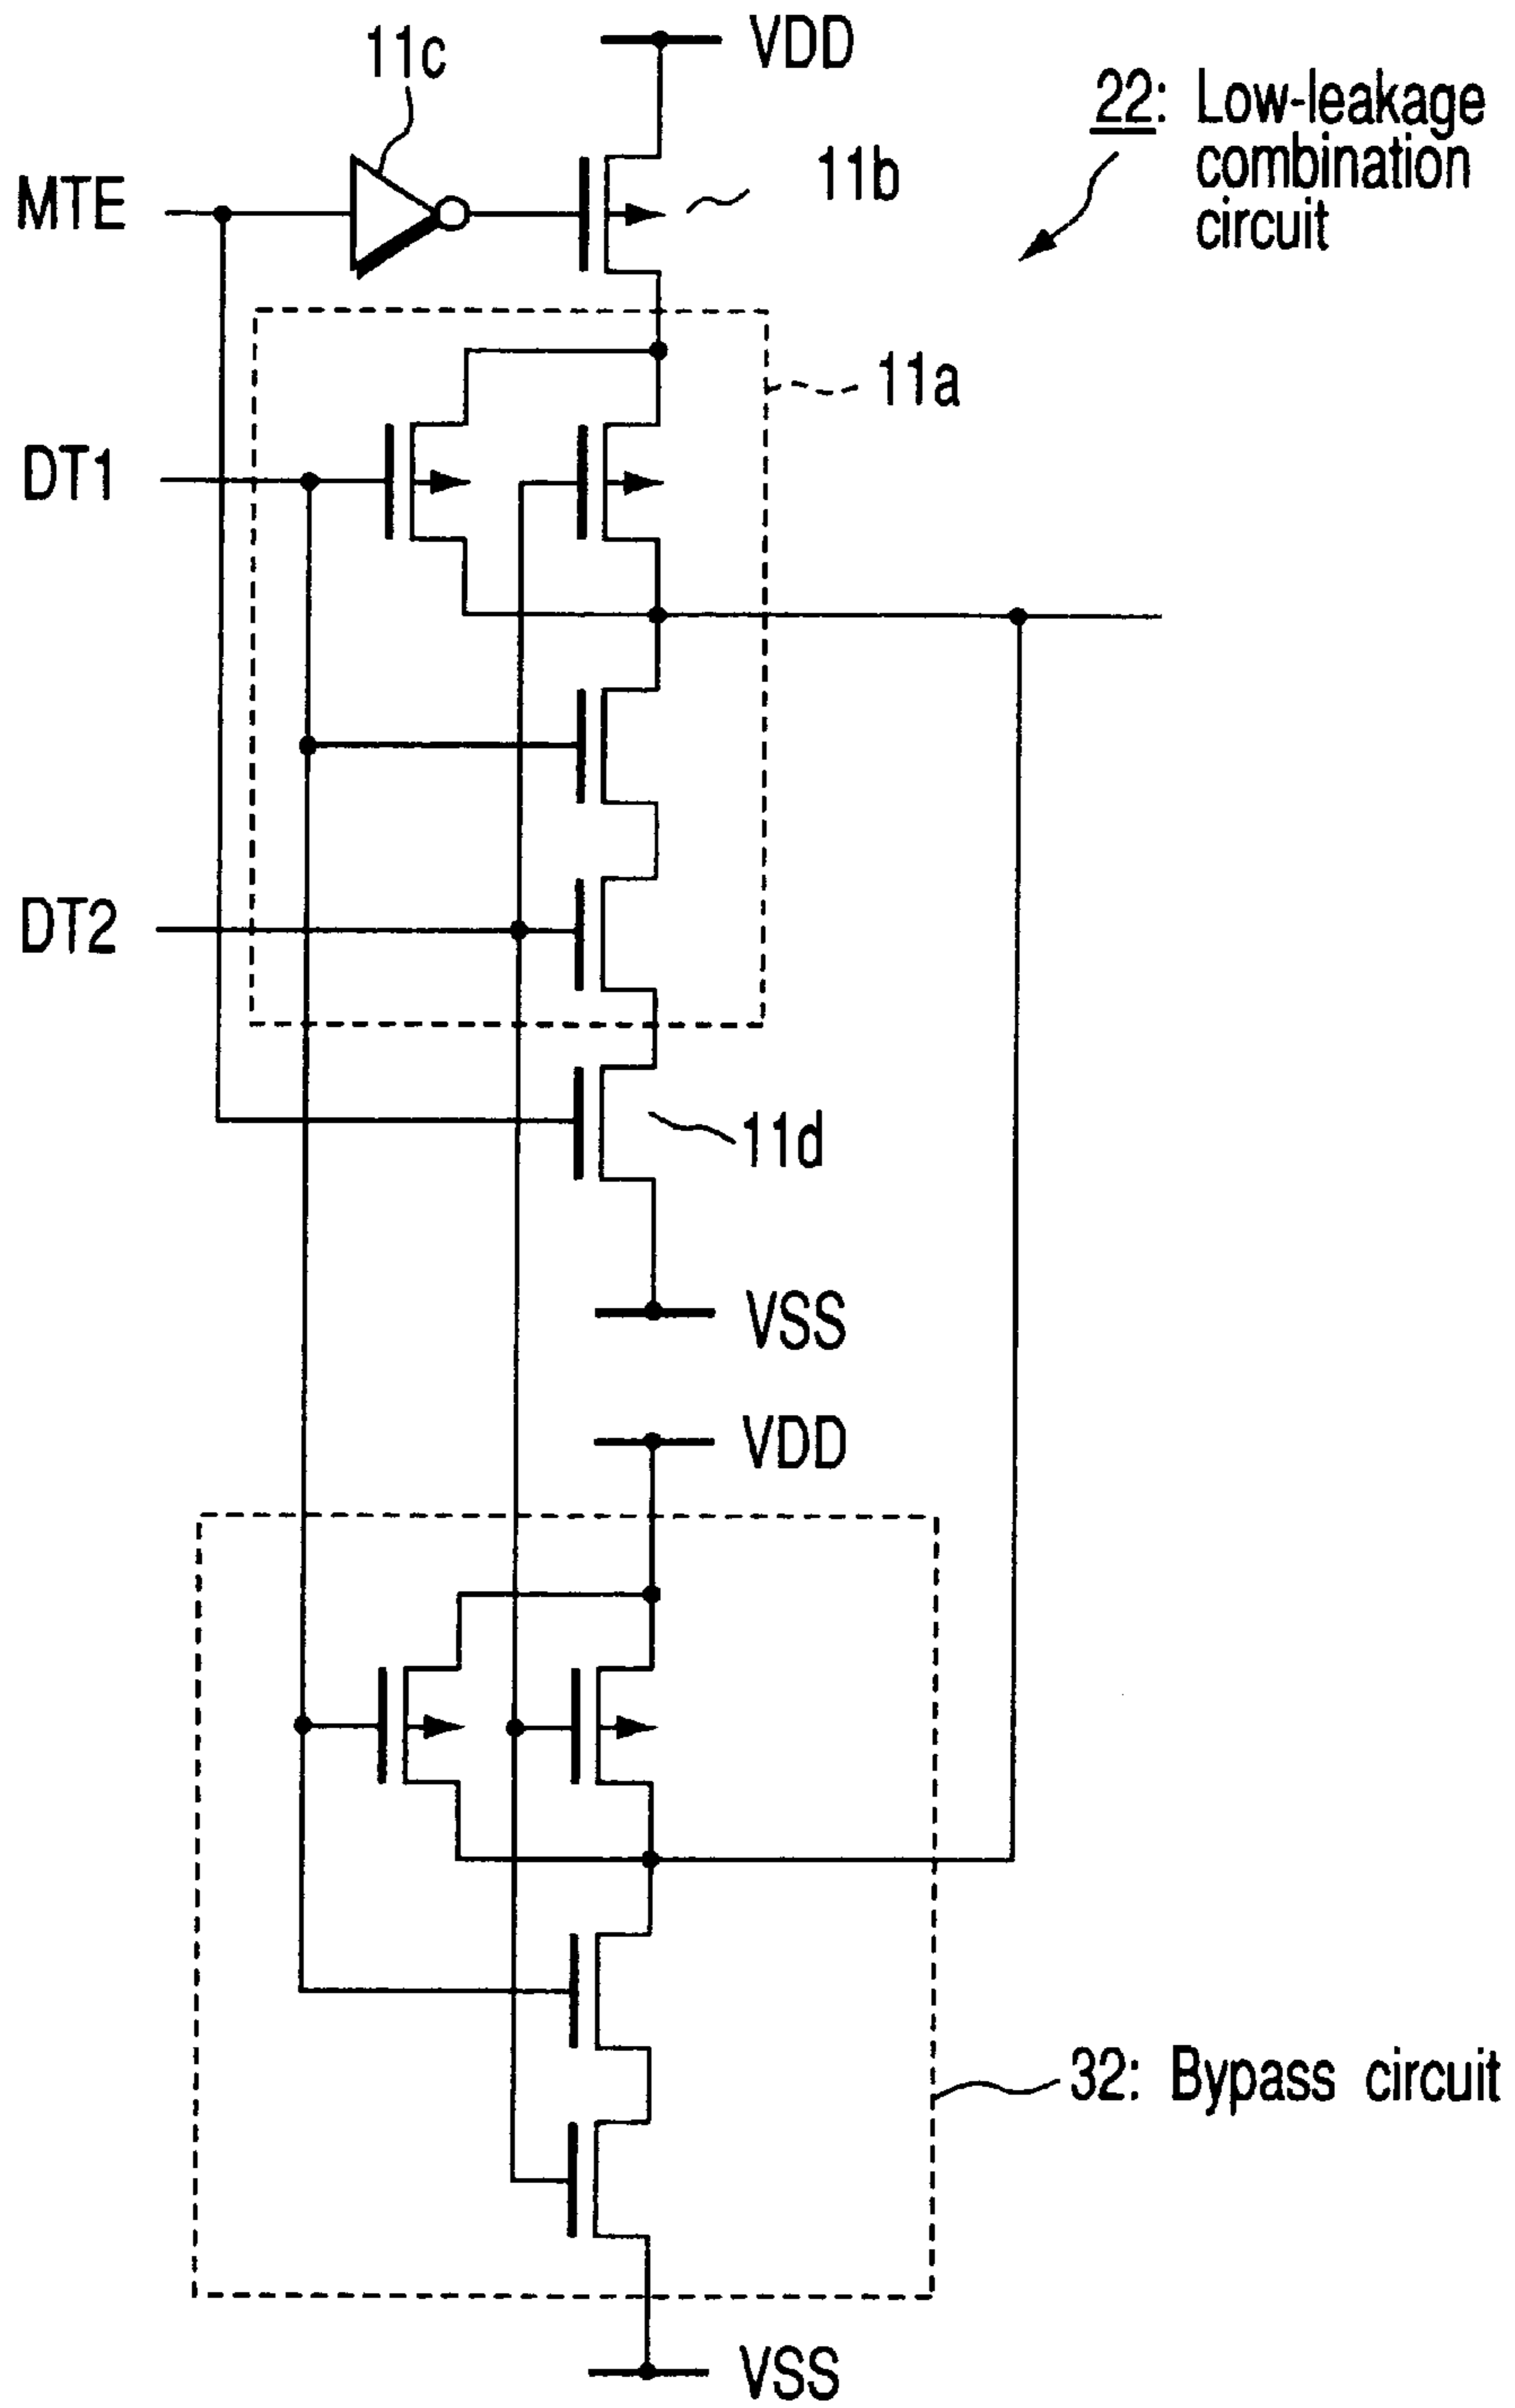 11c
VDD
22: Low-leakage
combination
circuit
11b
MTE
11a
DT1
DT2
11d
VSS
VDD
32: Bypass circuit
VSS